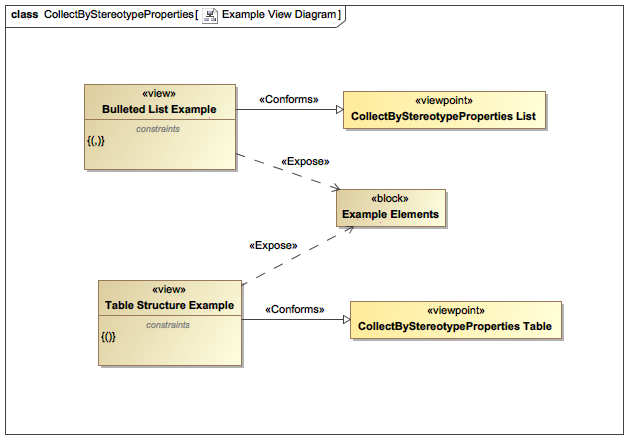 class CollectByStereotypeProperties[ Example View Diagram ]
«view»
Bulleted List Example
constraints
{(,)}
«Conforms»
«viewpoint»
CollectByStereotypeProperties List
«Expose»
«block»
Example Elements
«Expose»
«view»
Table Structure Example
constraints
{()}
«Conforms»
«viewpoint»
CollectByStereotypeProperties Table